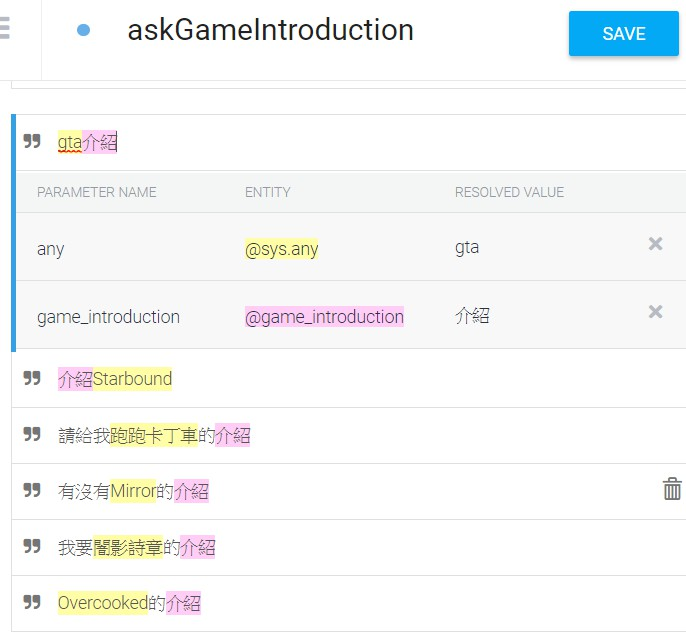 askGameIntroduction
SAVE
gta介紹
PARAMETER NAME ENTITY RESOLVED VALUE
any @sys.any gta
game_introduction @game_introduction 介紹
介紹Starbound
請給我跑跑卡丁車的介紹
有沒有Mirror的介紹
我要闇影詩章的介紹
Overcooked的介紹